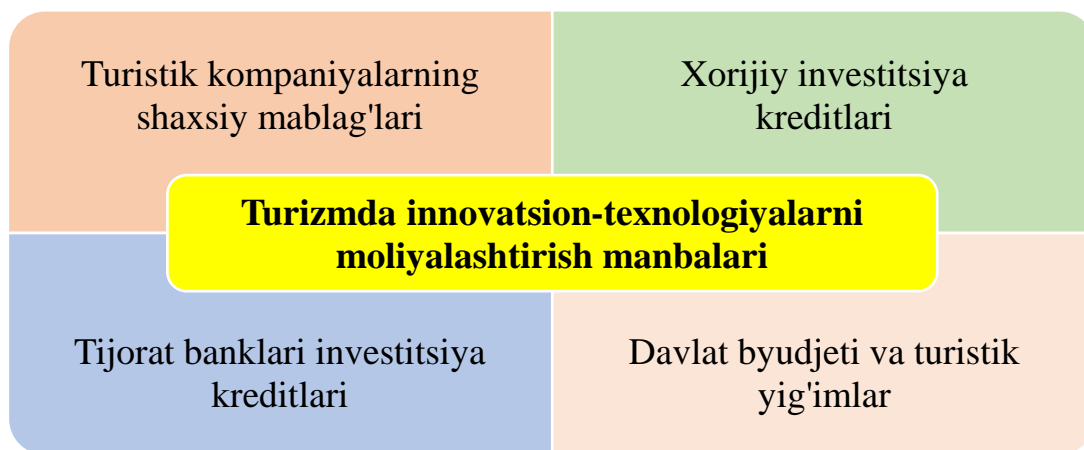 Turistik kompaniyalarning
shaxsiy mablag'lari
Xorijiy investitsiya
kreditlari
Turizmda innovatsion-texnologiyalarni
moliyalashtirish manbalari
Tijorat banklari investitsiya
kreditlari
Davlat byudjeti va turistik
yig'imlar